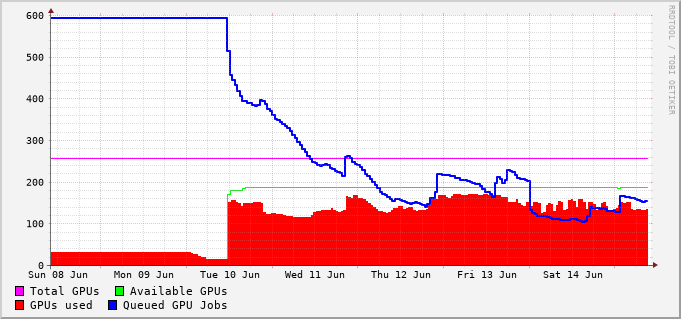 RRDTOOL / TOBI OETIKER
600
500
400
300
200
100
0
Sun 08 Jun Mon 09 Jun Tue 10 Jun Wed 11 Jun Thu 12 Jun Fri 13 Jun Sat 14 Jun
Total GPUs Available GPUs
GPUs used Queued GPU Jobs